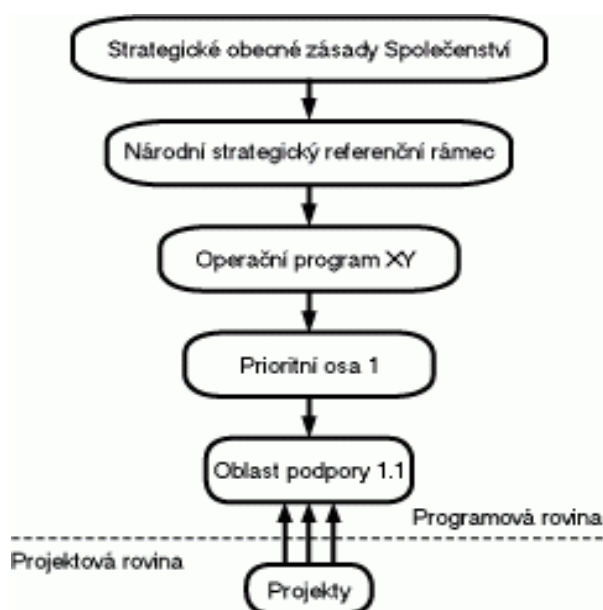 Strategické obecné zásady Společenství
Národní strategický referenční rámec
Operační program XY
Prioritní osa 1
Oblast podpory 1.1
Programová rovina
Projektová rovina
Projekty